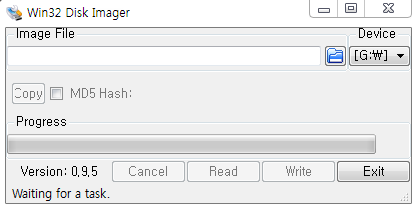 Win32 Disk Imager
Image File
Device
[G:₩]
Copy
MD5 Hash:
Progress
Version: 0,9,5
Cancel
Read
Write
Exit
Waiting for a task.